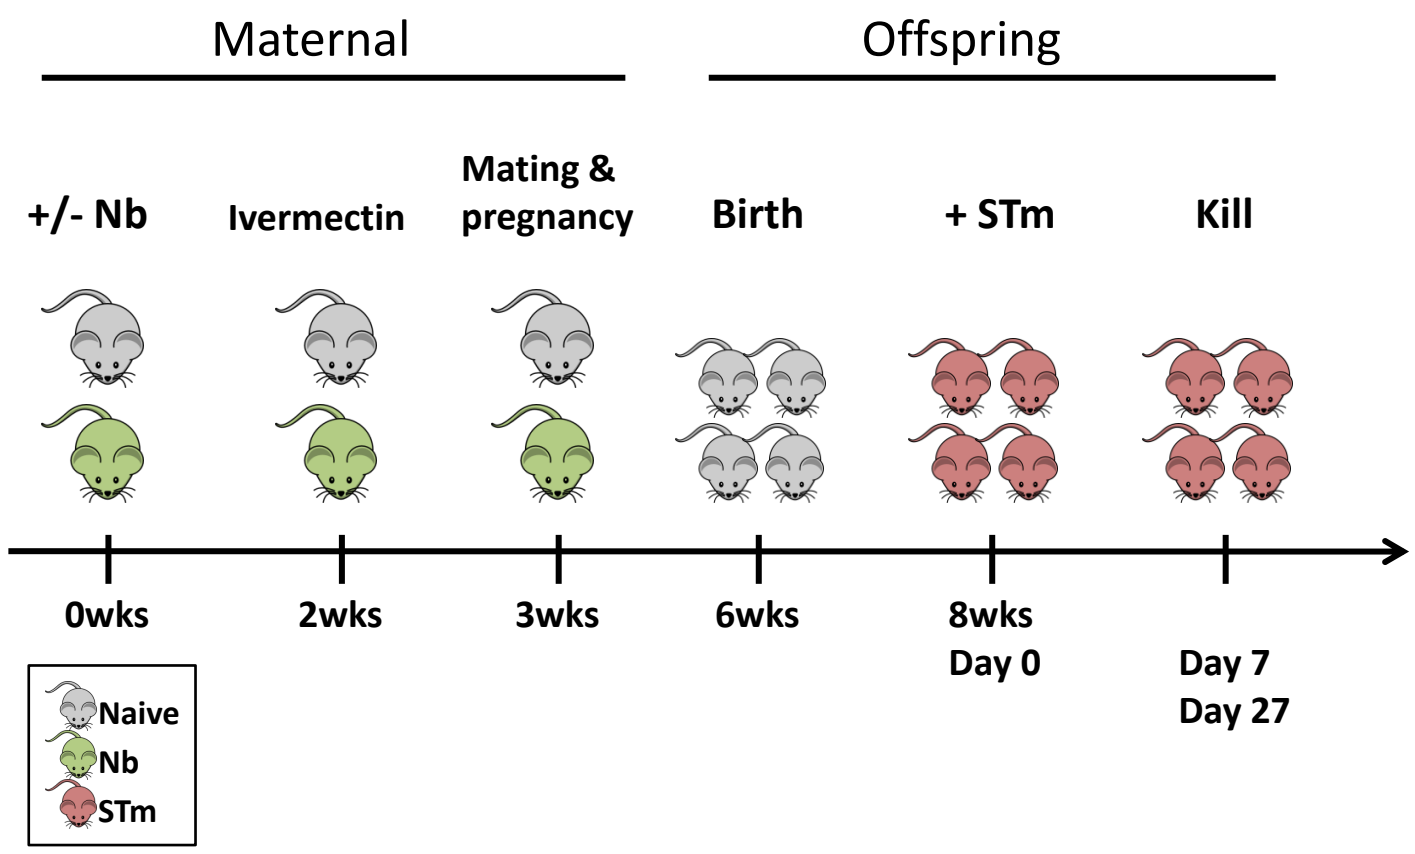 Maternal
Offspring
+/- Nb
Ivermectin
Mating &
pregnancy
Birth
+ STm
Kill
0wks
2wks
3wks
6wks
8wks
Day 0
Day 7
Day 27
Naive
Nb
STm